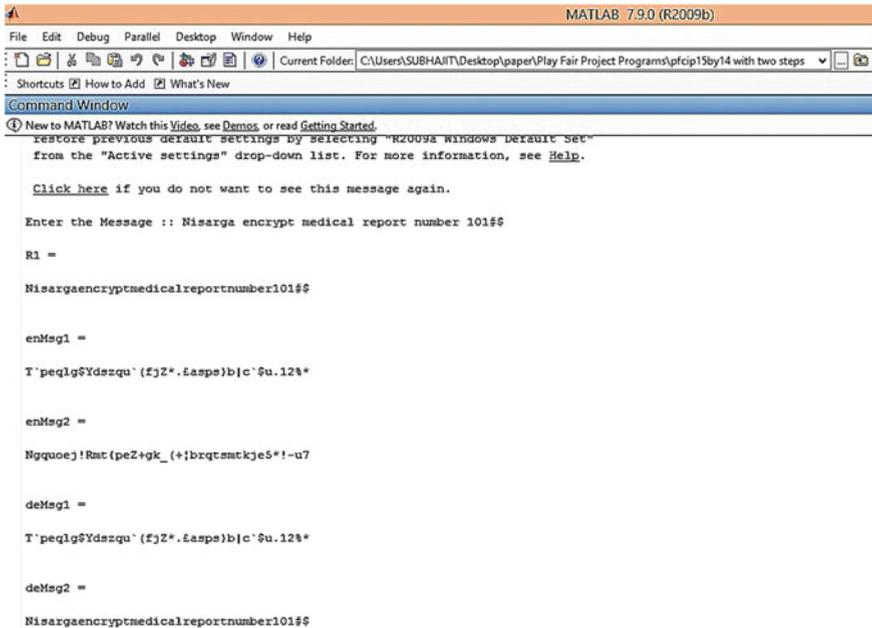 MATLAB 7.9.0 (R2009b)
File Edit Debug Parallel Desktop Window Help
Current Folder: C:\Users\SUBHAJIT\Desktop\paper\Play Fair Project Programs\pfcip15by14 with two steps
Shortcuts How to Add What's New
Command Window
New to MATLAB? Watch this Video, see Demos, or read Getting Started.
restore previous default settings by selecting "R2009a Windows Default Set"
from the "Active settings" drop-down list. For more information, see Help.
Click here if you do not want to see this message again.
Enter the Message :: Nisarga encrypt medical report number 101#$
R1 =
Nisargaencryptmedicalreportnumber101#$
enMsg1 =
T`peqlg$Ydszqu`(fjZ*.£asps}b|c`$u.12%*
enMsg2 =
Ngquoej!Rmt(peZ+gk_(+¦brqtsmtkje5*!-u7
deMsg1 =
T`peqlg$Ydszqu`(fjZ*.£asps}b|c`$u.12%*
deMsg2 =
Nisargaencryptmedicalreportnumber101#$